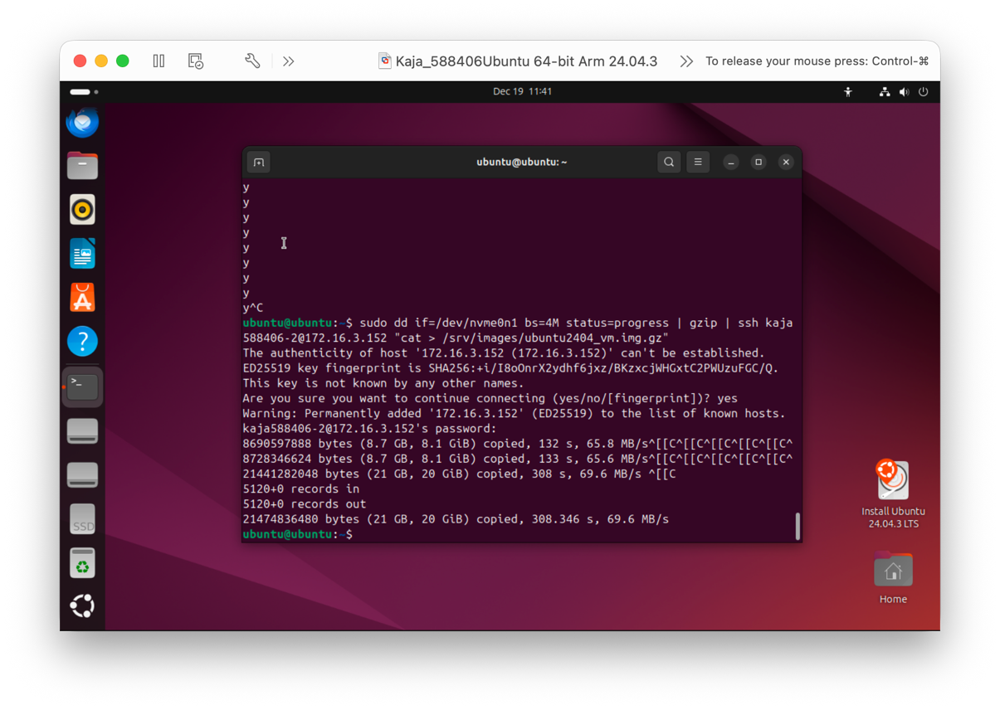 Kaja_588406Ubuntu 64-bit Arm 24.04.3
To release your mouse press: Control-⌘
Dec 19 11:41
ubuntu@ubuntu: ~
y
y
y
y
y
y
y
y
y^C
ubuntu@ubuntu:~$ sudo dd if=/dev/nvme0n1 bs=4M status=progress | gzip | ssh kaja
588406-2@172.16.3.152 "cat > /srv/images/ubuntu2404_vm.img.gz"
The authenticity of host '172.16.3.152 (172.16.3.152)' can't be established.
ED25519 key fingerprint is SHA256:+i/I8oOnrX2ydhf6jxz/BKzxcjWHGxtC2PWUzuFGC/Q.
This key is not known by any other names.
Are you sure you want to continue connecting (yes/no/[fingerprint])? yes
Warning: Permanently added '172.16.3.152' (ED25519) to the list of known hosts.
kaja588406-2@172.16.3.152's password:
8690597888 bytes (8.7 GB, 8.1 GiB) copied, 132 s, 65.8 MB/s^[[C^[[C^[[C^[[C^[[C^
8728346624 bytes (8.7 GB, 8.1 GiB) copied, 133 s, 65.6 MB/s^[[C^[[C^[[C^[[C^[[C^
21441282048 bytes (21 GB, 20 GiB) copied, 308 s, 69.6 MB/s ^[[C
5120+0 records in
5120+0 records out
21474836480 bytes (21 GB, 20 GiB) copied, 308.346 s, 69.6 MB/s
ubuntu@ubuntu:~$
SSD
Install Ubuntu
24.04.3 LTS
Home